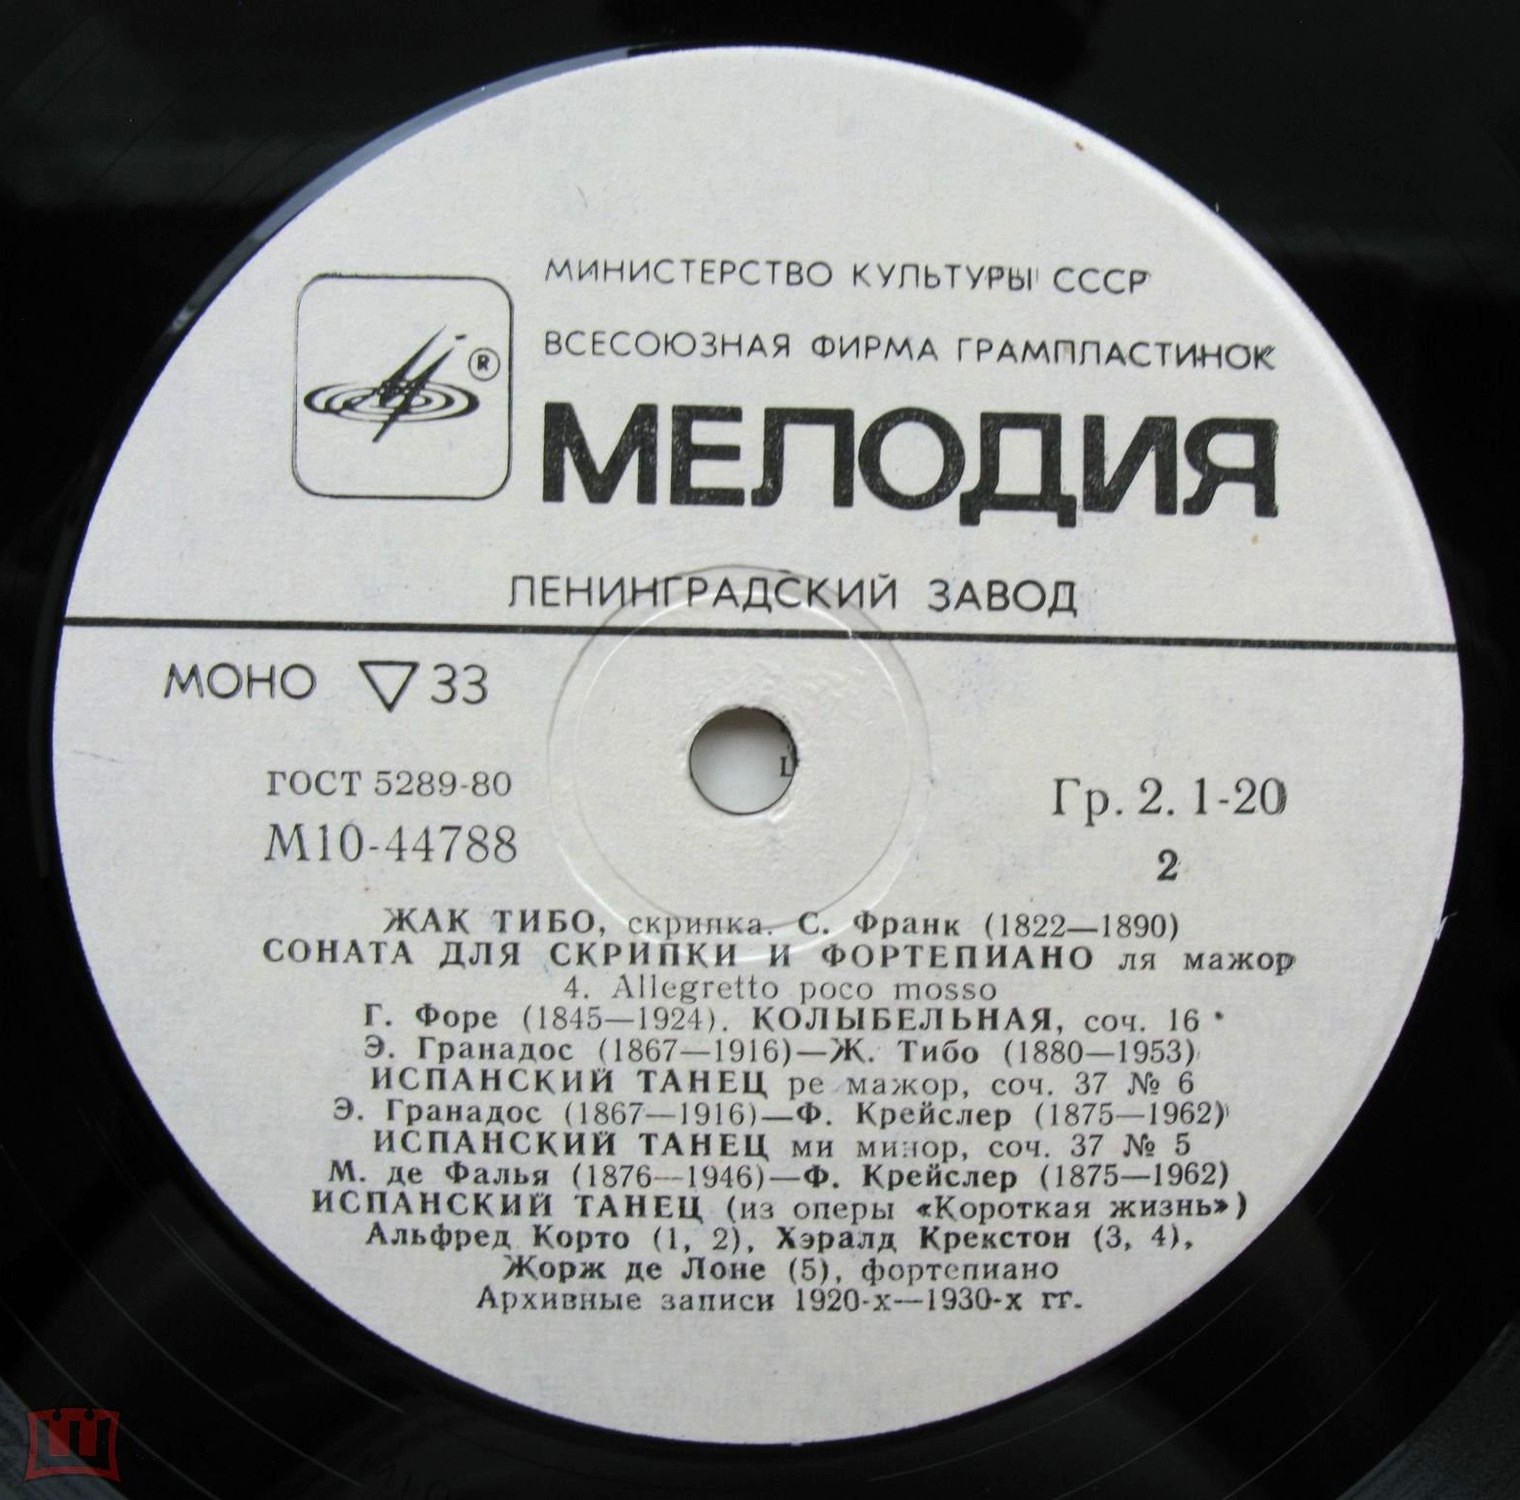 МИНИСТЕРСТВО КУЛЬТУРЫ СССР
ВСЕСОЮЗНАЯ ФИРМА ГРАМПЛАСТИНОК
®
МЕЛОДИЯ
ЛЕНИНГРАДСКИЙ ЗАВОД
МОНО ▽ 33
ГОСТ 5289-80
М10-44788
Гр. 2. 1-20
2
ЖАК ТИБО, скрипка. С. Франк (1822—1890)
СОНАТА ДЛЯ СКРИПКИ И ФОРТЕПИАНО ля мажор
4. Allegretto poco mosso
Г. Форе (1845—1924). КОЛЫБЕЛЬНАЯ, соч. 16
Э. Гранадос (1867—1916)—Ж. Тибо (1880—1953)
ИСПАНСКИЙ ТАНЕЦ ре мажор, соч. 37 № 6
Э. Гранадос (1867—1916)—Ф. Крейслер (1875—1962)
ИСПАНСКИЙ ТАНЕЦ ми минор, соч. 37 № 5
М. де Фалья (1876—1946)—Ф. Крейслер (1875—1962)
ИСПАНСКИЙ ТАНЕЦ (из оперы «Короткая жизнь»)
Альфред Корто (1, 2), Хэралд Крекстон (3, 4),
Жорж де Лоне (5), фортепиано
Архивные записи 1920-х—1930-х гг.